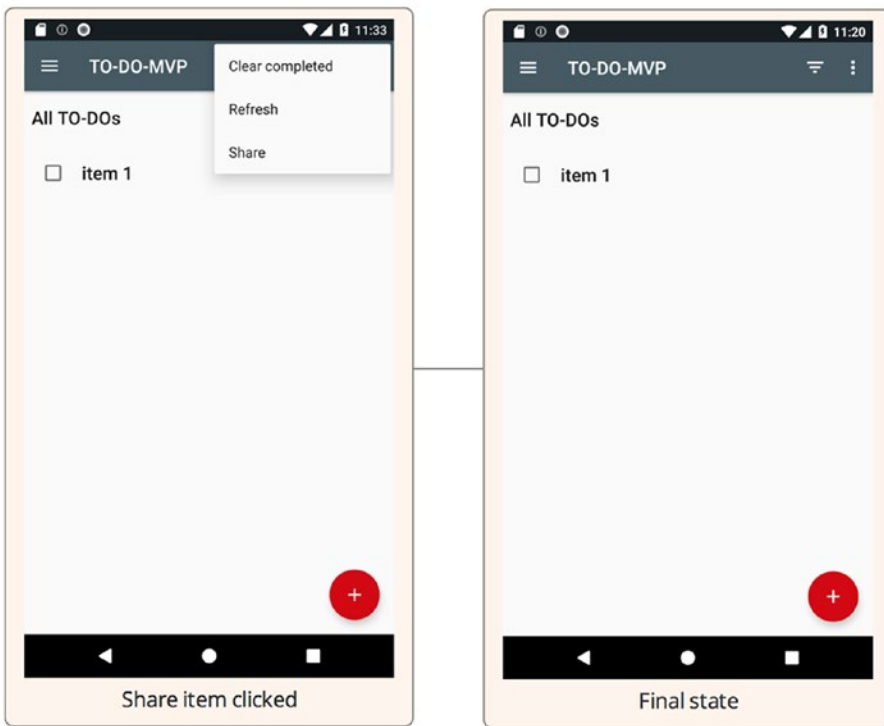 11:33
TO-DO-MVP
Clear completed
Refresh
Share
All TO-DOs
item 1
Share item clicked
11:20
TO-DO-MVP
All TO-DOs
item 1
Final state